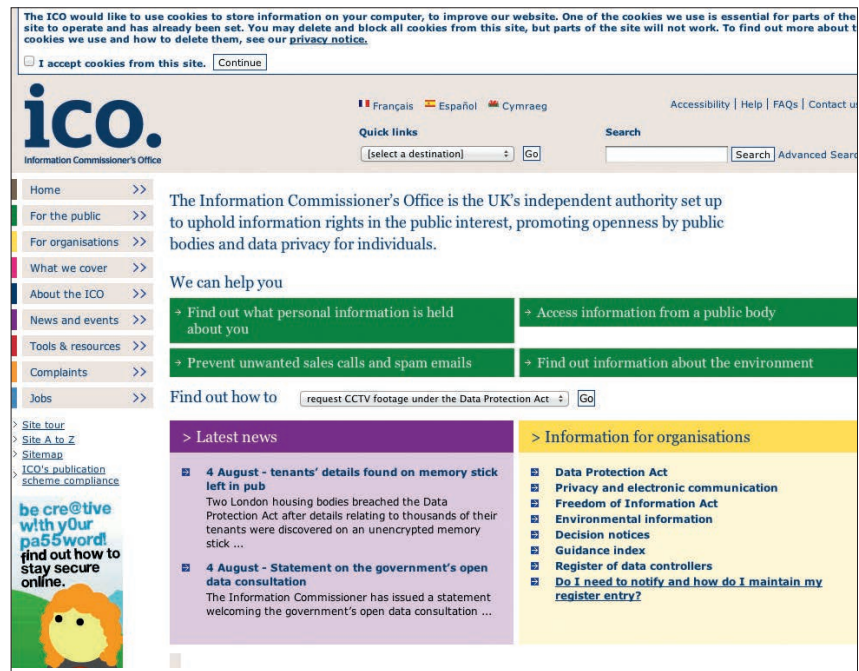 The ICO would like to use cookies to store information on your computer, to improve our website. One of the cookies we use is essential for parts of the
site to operate and has already been set. You may delete and block all cookies from this site, but parts of the site will not work. To find out more about
cookies we use and how to delete them, see our privacy notice.
I accept cookies from this site. Continue
ico.
Information Commissioner's Office
Français Español Cymraeg
Accessibility | Help | FAQs | Contact us
Quick links
[select a destination] Go
Search
Search Advanced
Home >>
For the public >>
For organisations >>
What we cover >>
About the ICO >>
News and events >>
Tools & resources >>
Complaints >>
Jobs >>
> Site tour
> Site A to Z
> Sitemap
> ICO's publication
scheme compliance
be cre@tive
w!th y0ur
pa55word!
find out how to
stay secure
online.
The Information Commissioner's Office is the UK's independent authority set up
to uphold information rights in the public interest, promoting openness by public
bodies and data privacy for individuals.
We can help you
→ Find out what personal information is held
about you
→ Access information from a public body
→ Prevent unwanted sales calls and spam emails
→ Find out information about the environment
Find out how to request CCTV footage under the Data Protection Act Go
> Latest news
4 August - tenants' details found on memory stick
left in pub
Two London housing bodies breached the Data
Protection Act after details relating to thousands of their
tenants were discovered on an unencrypted memory
stick ...
4 August - Statement on the government's open
data consultation
The Information Commissioner has issued a statement
welcoming the government's open data consultation ...
> Information for organisations
Data Protection Act
Privacy and electronic communication
Freedom of Information Act
Environmental information
Decision notices
Guidance index
Register of data controllers
Do I need to notify and how do I maintain my
register entry?